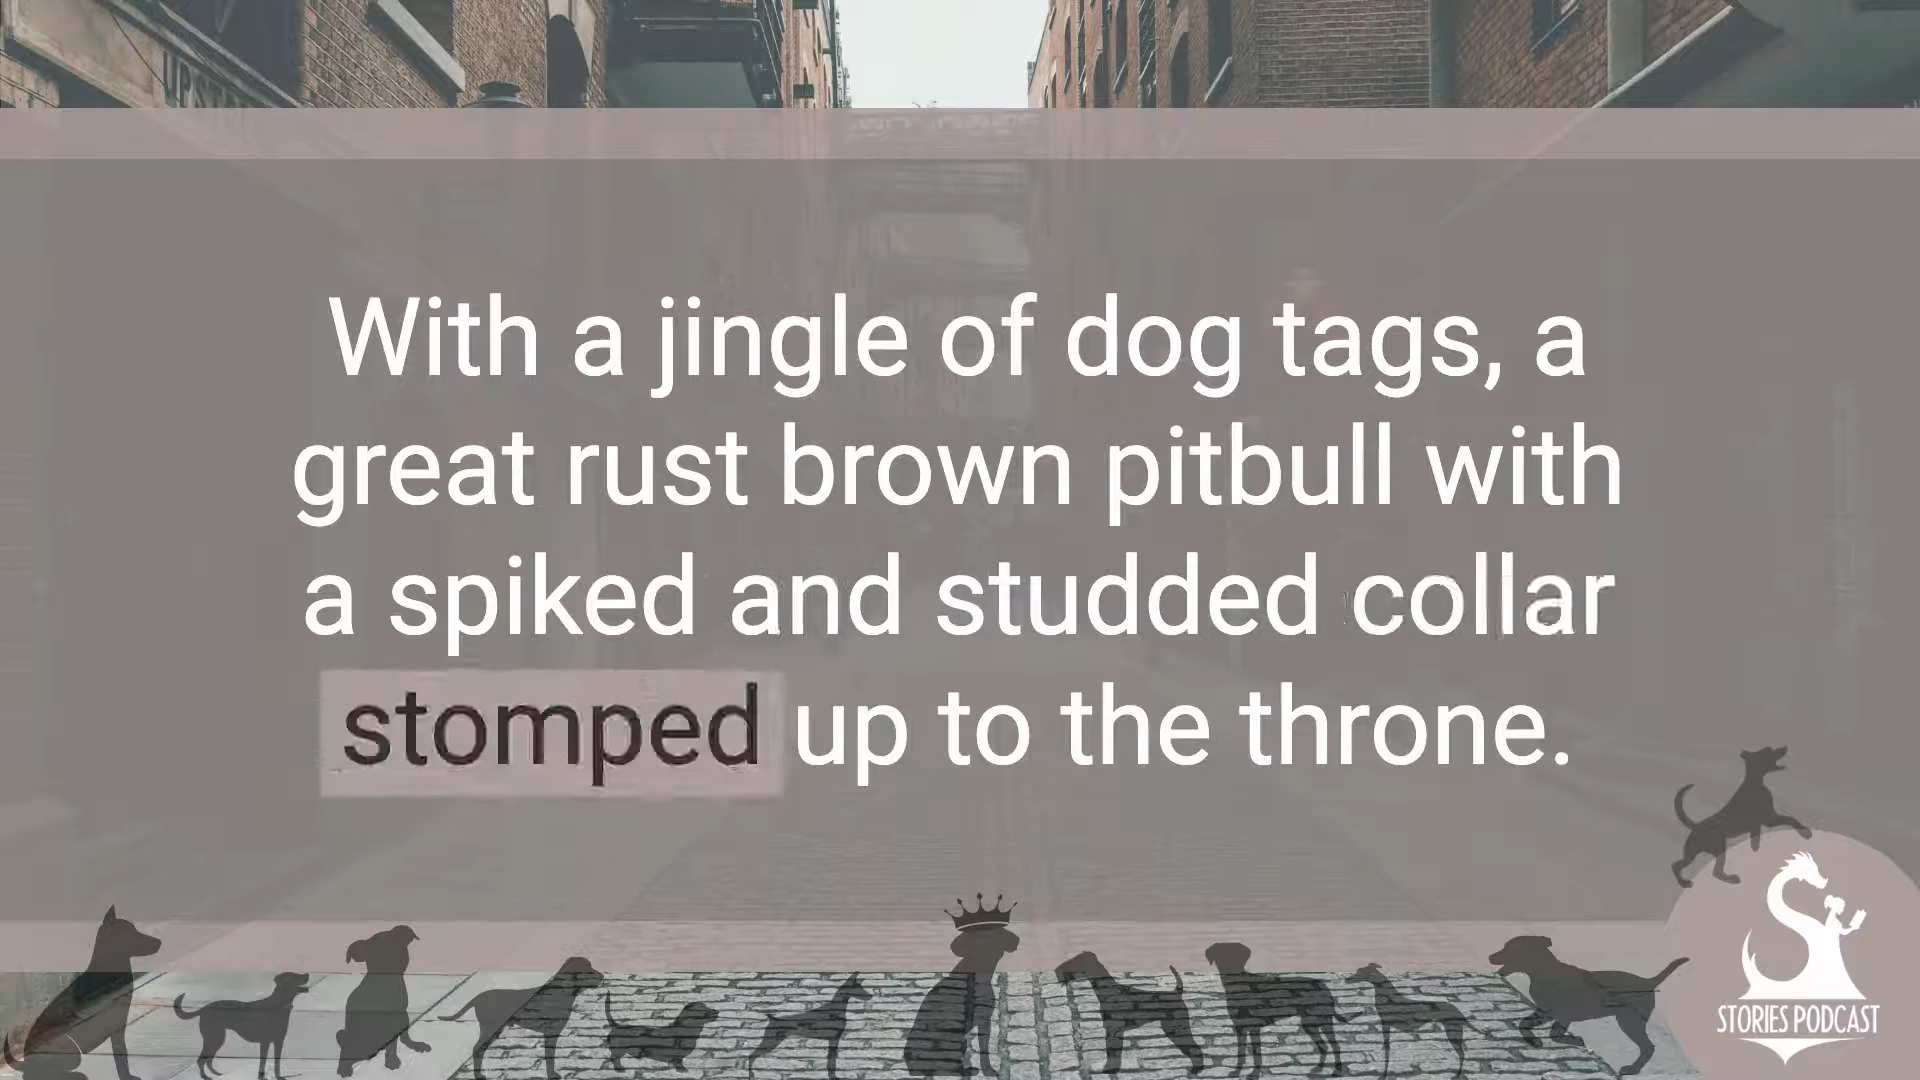 UPSTA
With a jingle of dog tags, a
great rust brown pitbull with
a spiked and studded collar
stomped up to the throne.
STORIES PODCAST